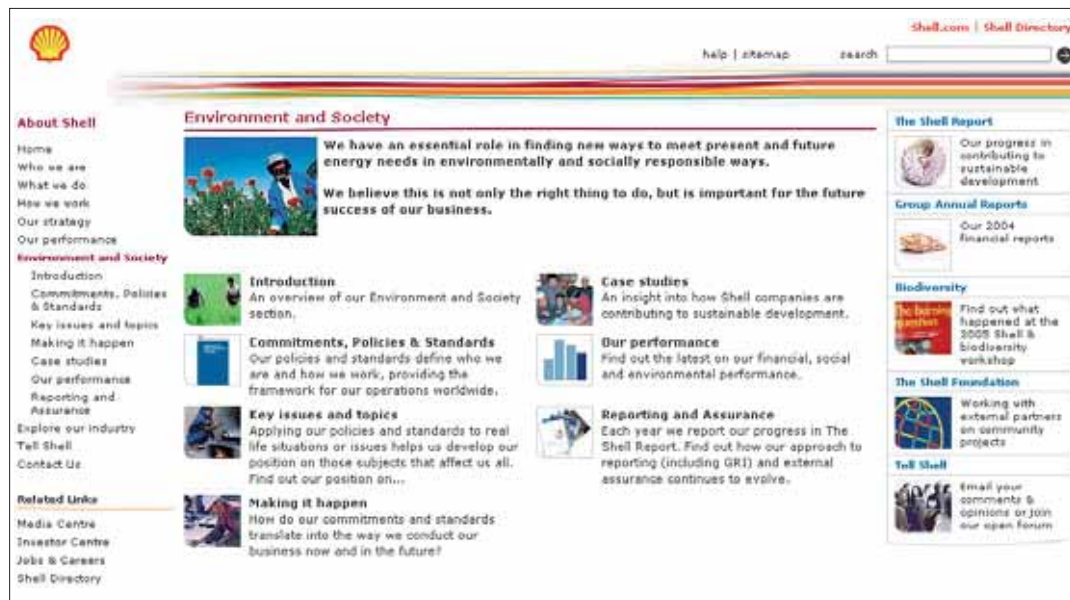 Shell.com | Shell Directory
help | sitemap search
About Shell
Home
Who we are
What we do
How we work
Our strategy
Our performance
Environment and Society
Introduction
Commitments, Policies
& Standards
Key issues and topics
Making it happen
Case studies
Our performance
Reporting and
Assurance
Explore our industry
Tell Shell
Contact Us
Related Links
Media Centre
Investor Centre
Jobs & Careers
Shell Directory
Environment and Society
We have an essential role in finding new ways to meet present and future
energy needs in environmentally and socially responsible ways.
We believe this is not only the right thing to do, but is important for the future
success of our business.
Introduction
An overview of our Environment and Society
section.
Commitments, Policies & Standards
Our policies and standards define who we
are and how we work, providing the
framework for our operations worldwide.
Key issues and topics
Applying our policies and standards to real
life situations or issues helps us develop our
position on those subjects that affect us all.
Find out our position on...
Making it happen
How do our commitments and standards
translate into the way we conduct our
business now and in the future?
Case studies
An insight into how Shell companies are
contributing to sustainable development.
Our performance
Find out the latest on our financial, social
and environmental performance.
Reporting and Assurance
Each year we report our progress in The
Shell Report. Find out how our approach to
reporting (including GRI) and external
assurance continues to evolve.
The Shell Report
Our progress in
contributing to
sustainable
development
Group Annual Reports
Our 2004
financial reports
Biodiversity
The burning
question
Find out what
happened at the
2005 Shell &
biodiversity
workshop
The Shell Foundation
Working with
external partners
on community
projects
Tell Shell
Email your
comments &
opinions or join
our open forum